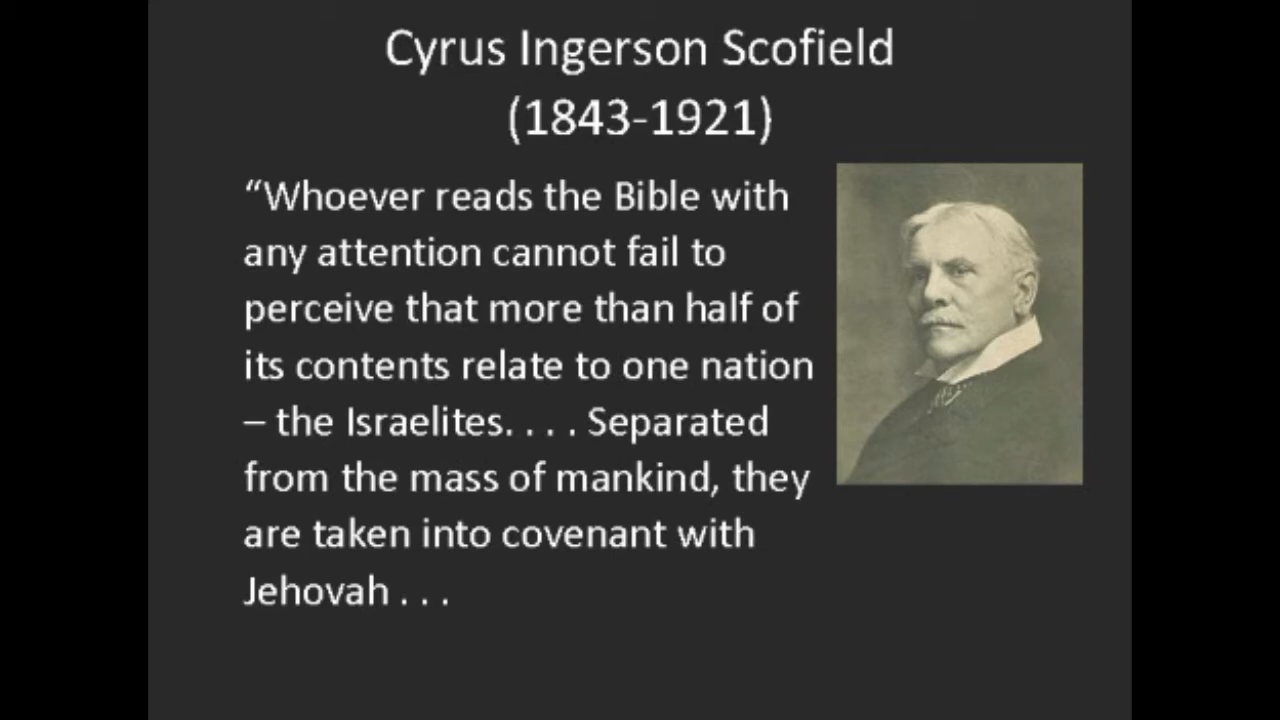 Cyrus Ingerson Scofield
(1843-1921)
“Whoever reads the Bible with
any attention cannot fail to
perceive that more than half of
its contents relate to one nation
– the Israelites. . . . Separated
from the mass of mankind, they
are taken into covenant with
Jehovah . . .